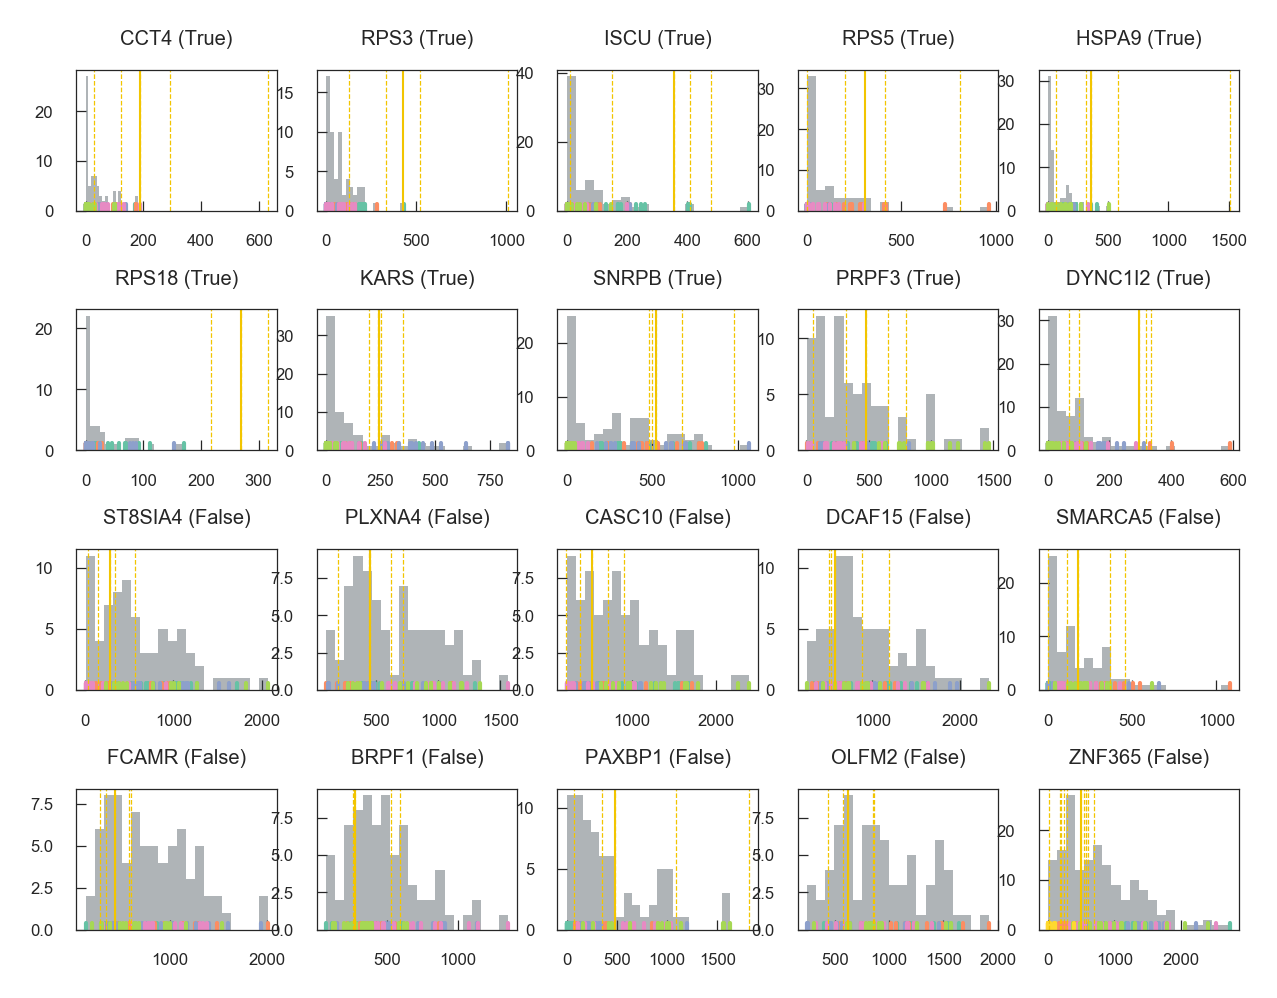 CCT4 (True) RPS3 (True) ISCU (True) RPS5 (True) HSPA9 (True)
20 10 0 15 10 5 0 40 20 0 30 20 10 0 30 20 10 0
0 200 400 600 0 500 1000 0 200 400 600 0 500 1000 0 500 1000 1500
RPS18 (True) KARS (True) SNRPB (True) PRPF3 (True) DYNC1I2 (True)
20 10 0 30 20 10 0 20 10 0 10 5 0 30 20 10 0
0 100 200 300 0 250 500 750 0 500 1000 0 500 1000 1500 0 200 400 600
ST8SIA4 (False) PLXNA4 (False) CASC10 (False) DCAF15 (False) SMARCA5 (False)
10 5 0 7.5 5.0 2.5 0.0 7.5 5.0 2.5 0.0 10 5 0 20 10 0
0 1000 2000 500 1000 1500 1000 2000 1000 2000 0 500 1000
FCAMR (False) BRPF1 (False) PAXBP1 (False) OLFM2 (False) ZNF365 (False)
7.5 5.0 2.5 0.0 7.5 5.0 2.5 0.0 10 5 0 7.5 5.0 2.5 0.0 20 10 0
1000 2000 0 500 1000 0 500 1000 1500 500 1000 1500 2000 0 1000 2000